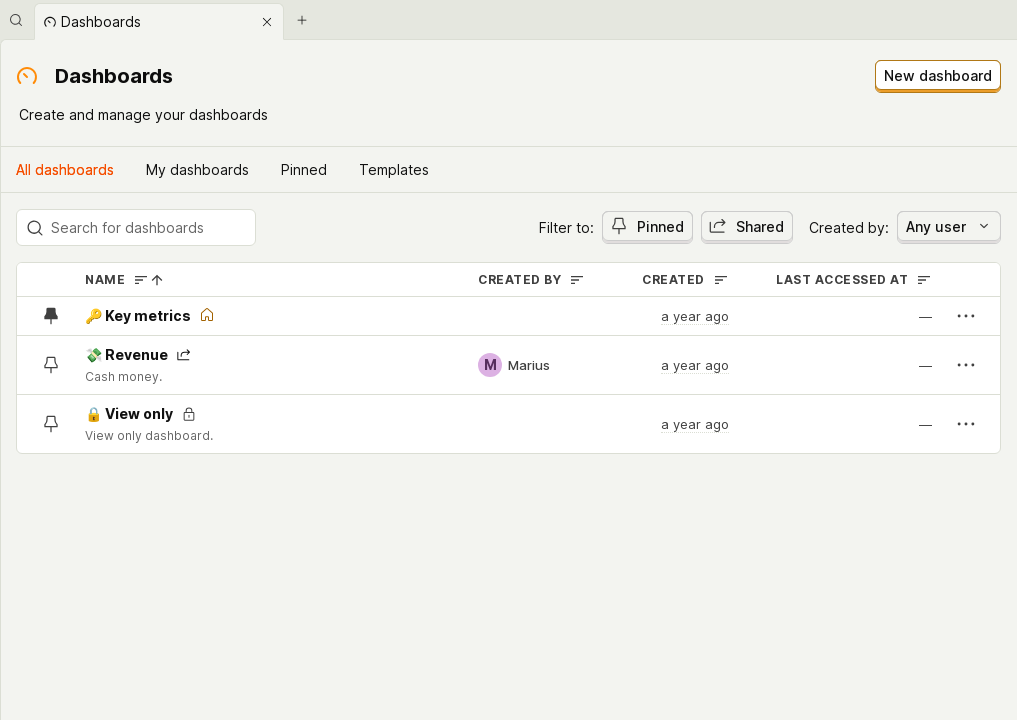 Dashboards
Dashboards
New dashboard
Create and manage your dashboards
All dashboards My dashboards Pinned Templates
Search for dashboards Filter to: Pinned Shared Created by: Any user
NAME CREATED BY CREATED LAST ACCESSED AT
Key metrics a year ago —
Revenue
Cash money. M Marius a year ago —
View only
View only dashboard. a year ago —